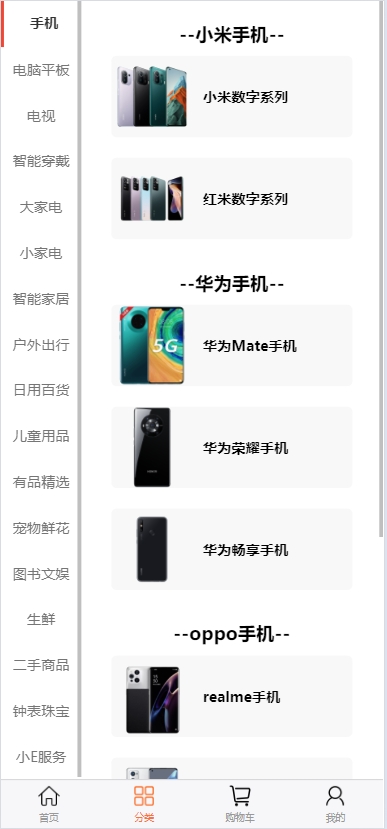 手机
电脑平板
电视
智能穿戴
大家电
小家电
智能家居
户外出行
日用百货
儿童用品
有品精选
宠物鲜花
图书文娱
生鲜
二手商品
钟表珠宝
小E服务
--小米手机--
小米数字系列
红米数字系列
--华为手机--
5G
华为Mate手机
华为荣耀手机
华为畅享手机
--oppo手机--
realme手机
首页
分类
购物车
我的